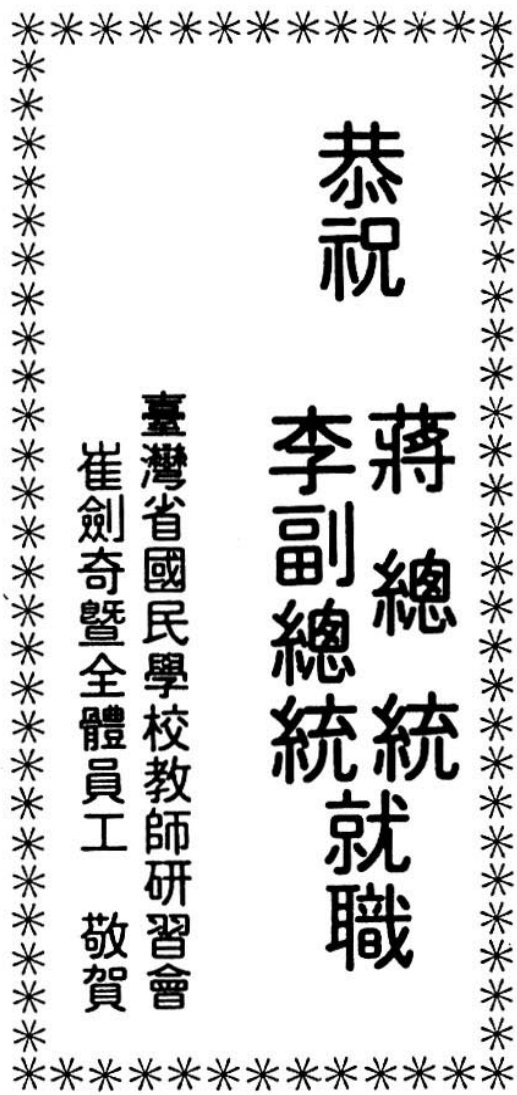 恭祝
蔣總統
李副總統
就職
臺灣省國民學校教師研習會
崔劍奇暨全體員工 敬賀